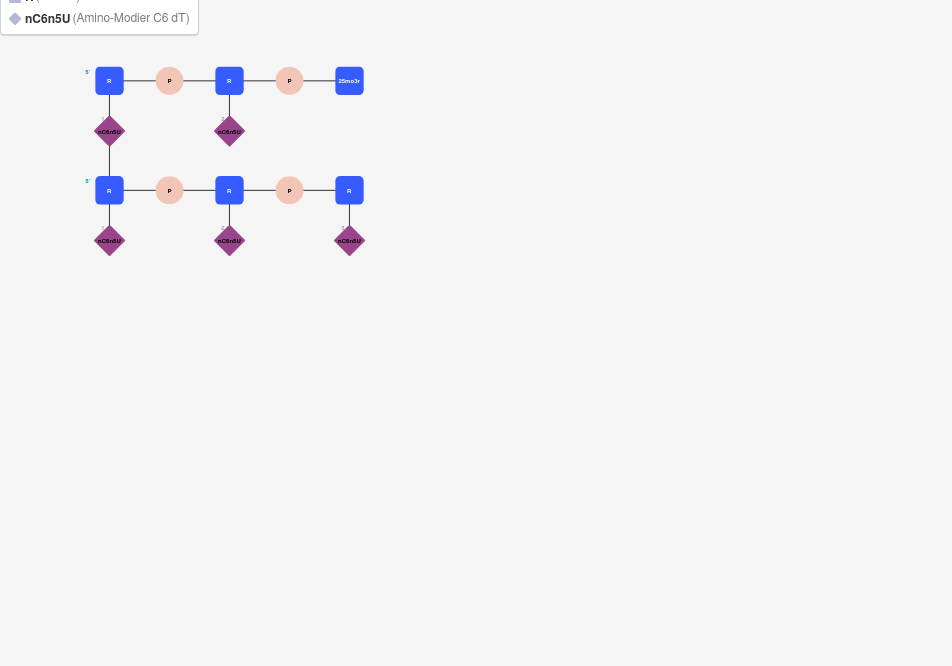 nC6n5U (Amino-Modier C6 dT)
5' R P R P 25mo3r
nC6n5U nC6n5U
5' R P R P R
nC6n5U nC6n5U nC6n5U